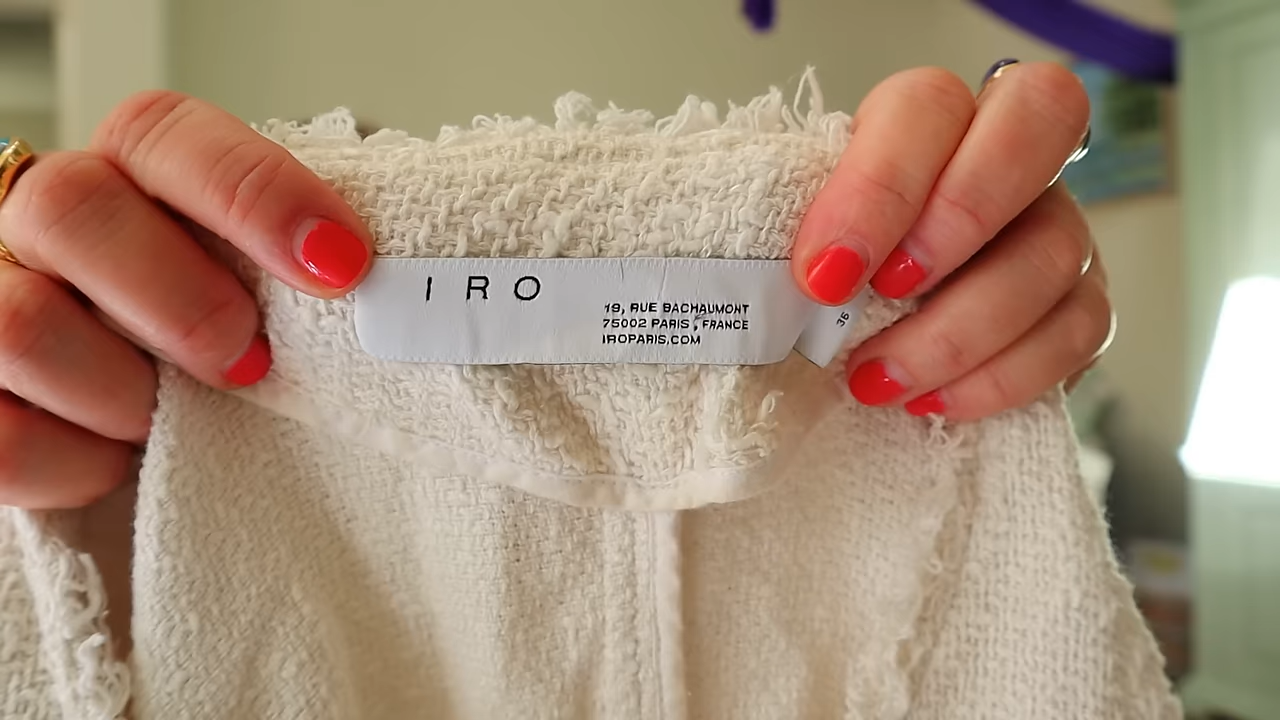 IRO
19, RUE BACHAUMONT
75002 PARIS, FRANCE
IROPARIS.COM
36